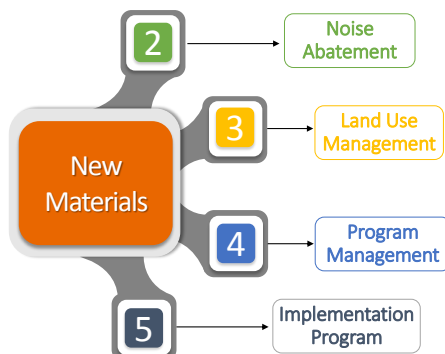 2
Noise
Abatement
3
Land Use
Management
New
Materials
4
Program
Management
5
Implementation
Program